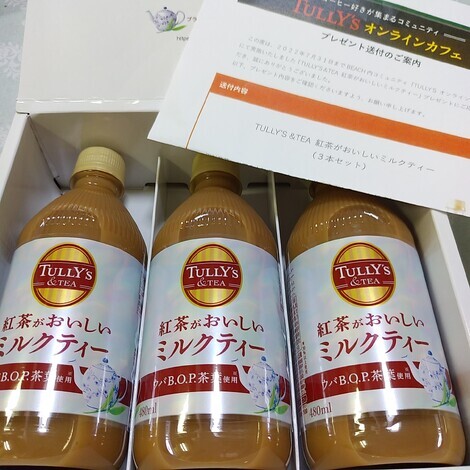 コーヒー好きが集まるコミュニティ
TULLY'S オンラインカフェ
プレゼント送付のご案内
送付内容
TULLY'S &TEA 紅茶がおいしいミルクティー
(3本セット)
TULLY'S
&TEA
紅茶がおいしい
ミルクティー
ウバB.O.P.茶葉使用
TULLY'S
&TEA
紅茶がおいしい
ミルクティー
ウバB.O.P.茶葉使用
480ml
TULLY'S
&TEA
紅茶がおいしい
ミルクティー
ウバB.O.P.茶葉使用
480ml